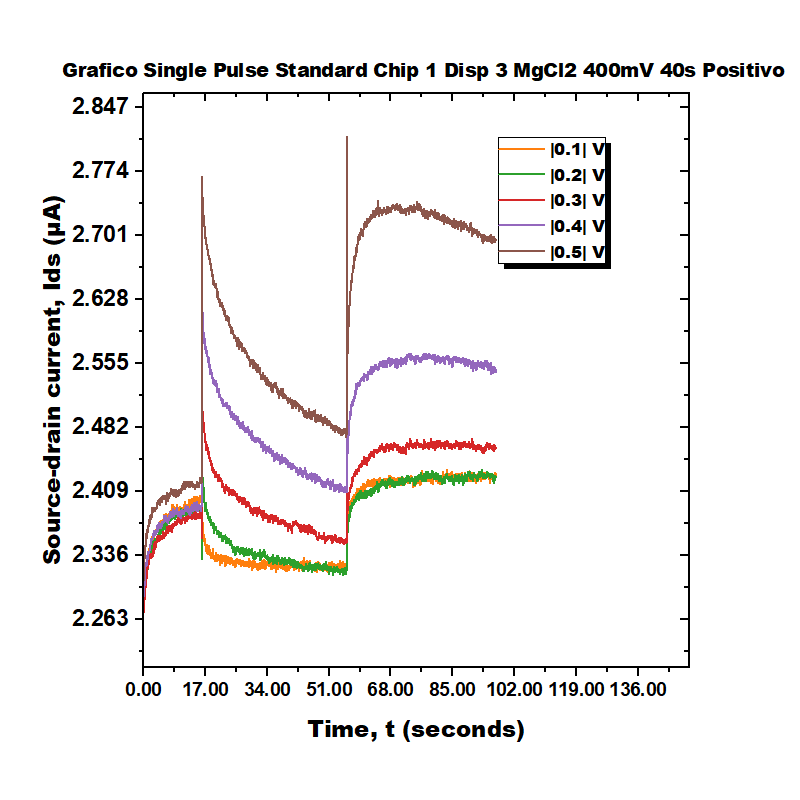 Grafico Single Pulse Standard Chip 1 Disp 3 MgCl2 400mV 40s Positivo
2.847
2.774
2.701
2.628
2.555
2.482
2.409
2.336
2.263
Source-drain current, Ids (µA)
|0.1| V
|0.2| V
|0.3| V
|0.4| V
|0.5| V
0.00 17.00 34.00 51.00 68.00 85.00 102.00 119.00 136.00
Time, t (seconds)